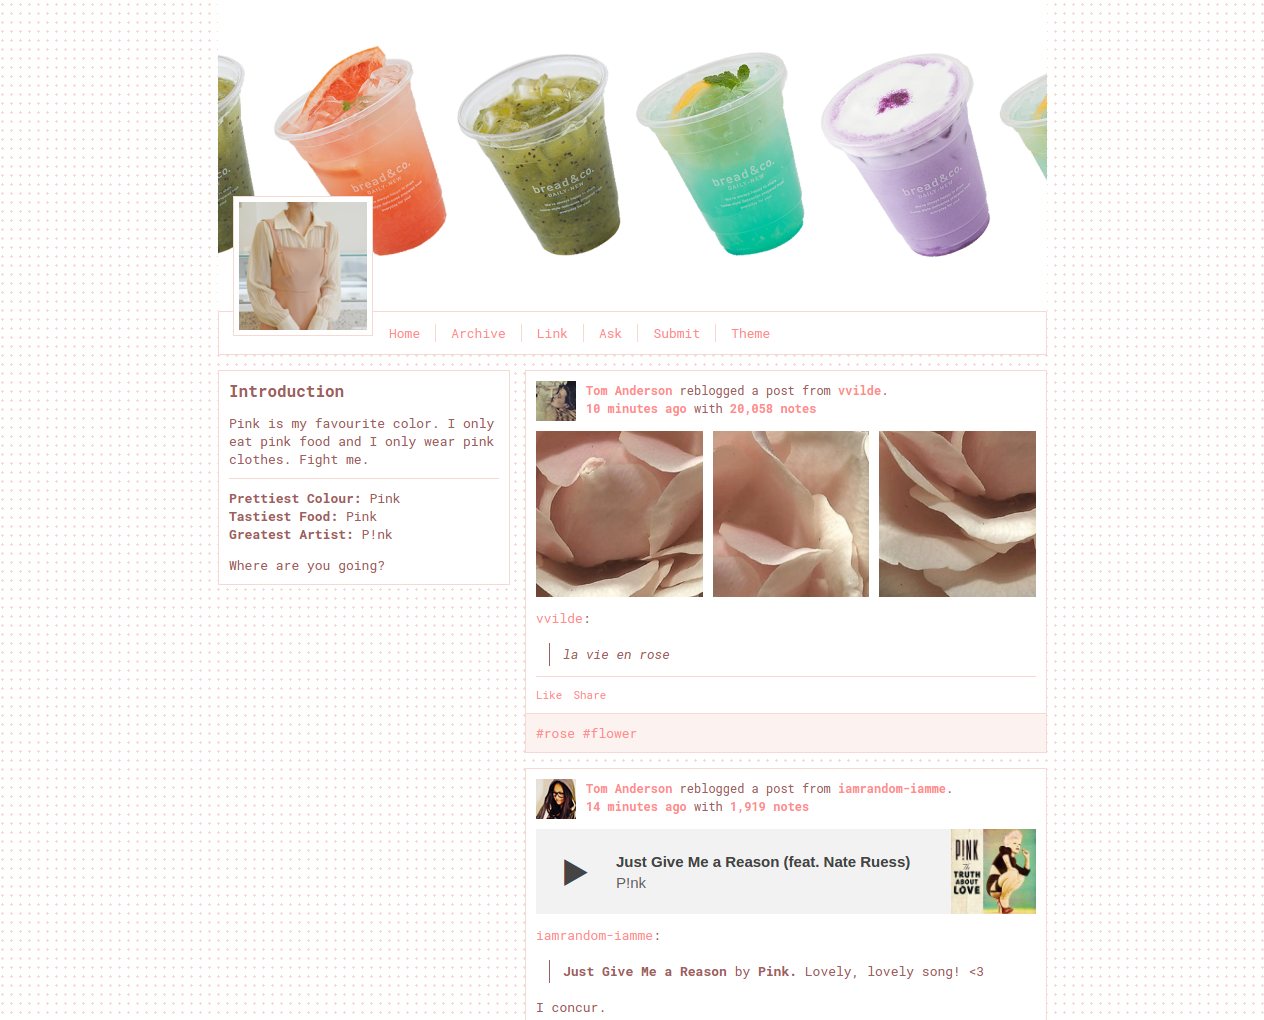 bread&co.
DAILY-NEW
bread&co.
DAILY-NEW
bread&co.
DAILY-NEW
bread&co.
DAILY-NEW
Home
Archive
Link
Ask
Submit
Theme
Introduction
Pink is my favourite color. I only
eat pink food and I only wear pink
clothes. Fight me.
Prettiest Colour: Pink
Tastiest Food: Pink
Greatest Artist: P!nk
Where are you going?
Tom Anderson reblogged a post from vvilde.
10 minutes ago with 20,058 notes
vvilde:
la vie en rose
Like Share
#rose #flower
Tom Anderson reblogged a post from iamrandom-iamme.
14 minutes ago with 1,919 notes
Just Give Me a Reason (feat. Nate Ruess)
P!nk
P!NK
The
TRUTH
ABOUT
LOVE
iamrandom-iamme:
Just Give Me a Reason by Pink. Lovely, lovely song! <3
I concur.